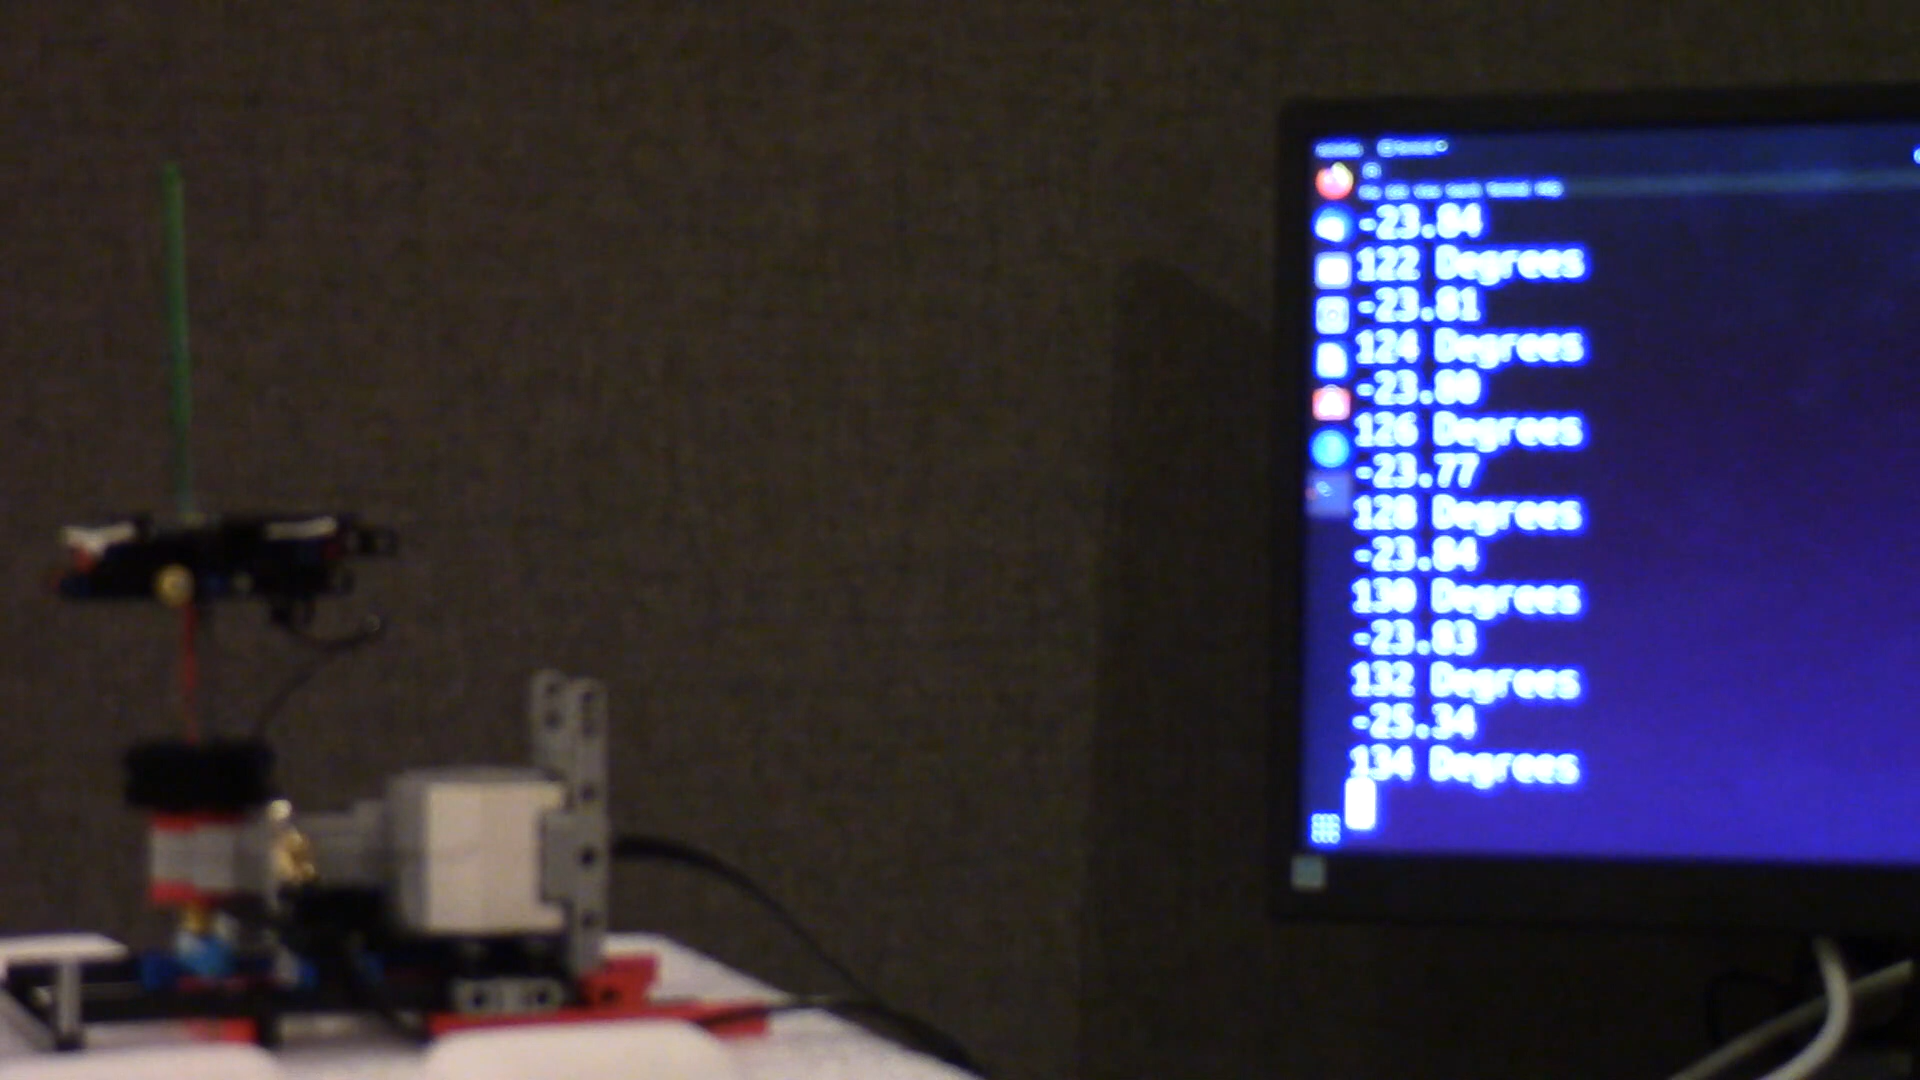 -23.84
122 Degrees
-23.81
124 Degrees
-23.80
126 Degrees
-23.77
128 Degrees
-23.84
130 Degrees
-23.83
132 Degrees
-25.34
134 Degrees